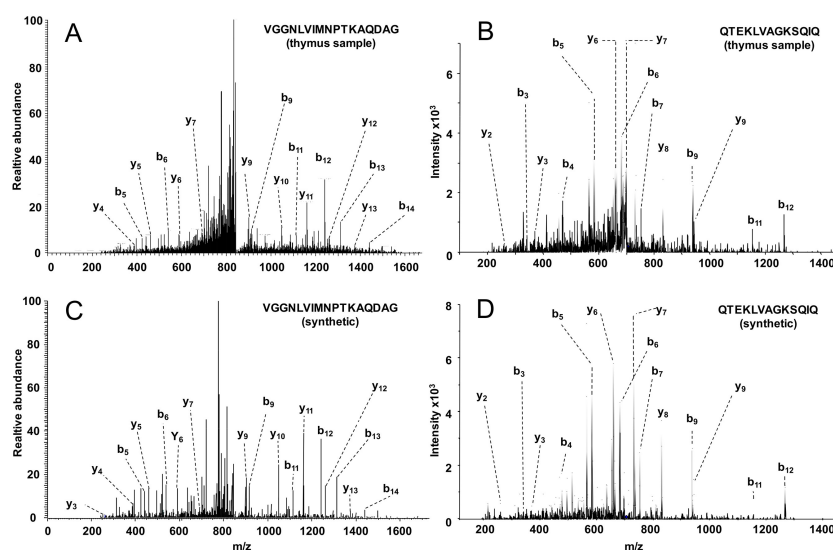 A
VGGNLVIMNPTKAQDAG
(thymus sample)
Realtive abundance
100
80
60
40
20
0
y4
b5
y5
b6
y6
y7
y9
b9
y10
b11
y11
b12
y12
b13
y13
b14
0 200 400 600 800 1000 1200 1400 1600
B
QTEKLVAGKSQIQ
(thymus sample)
Intensity x10³
6
4
2
0
y2
b3
y3
b4
b5
y6
y7
b6
b7
y8
b9
y9
b11
b12
200 400 600 800 1000 1200 1400
C
VGGNLVIMNPTKAQDAG
(synthetic)
Realtive abundance
100
80
60
40
20
0
y3
y4
b5
y5
b6
Y6
y7
y9
b9
y10
b11
y11
b12
y12
b13
y13
b14
0 200 400 600 800 1000 1200 1400 1600
m/z
D
QTEKLVAGKSQIQ
(synthetic)
Intensity x10³
8
6
4
2
0
y2
b3
y3
b4
b5
y6
y7
b6
b7
y8
b9
y9
b11
b12
200 400 600 800 1000 1200 1400
m/z